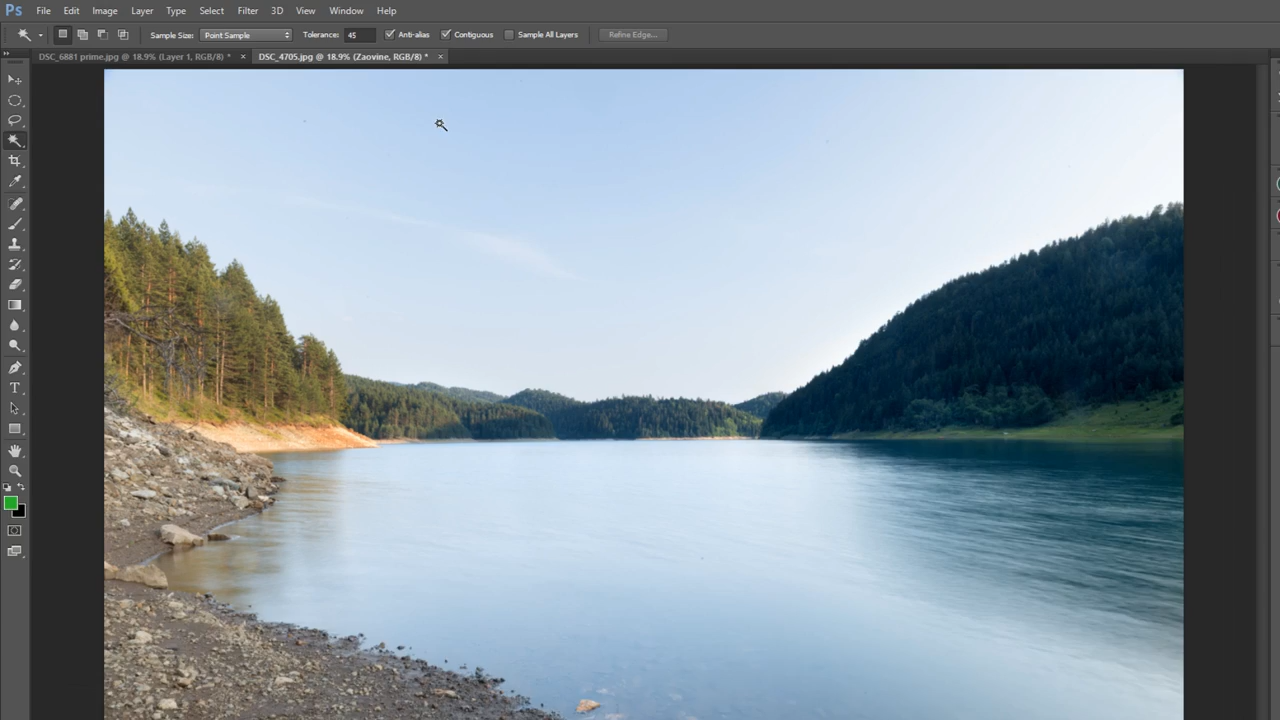 Ps File Edit Image Layer Type Select Filter 3D View Window Help
Sample Size: Point Sample Tolerance: 45 Anti-alias Contiguous Sample All Layers Refine Edge...
DSC_6881 prime.jpg @ 18.9% (Layer 1, RGB/8) * × DSC_4705.jpg @ 18.9% (Zaovine, RGB/8) * ×
T